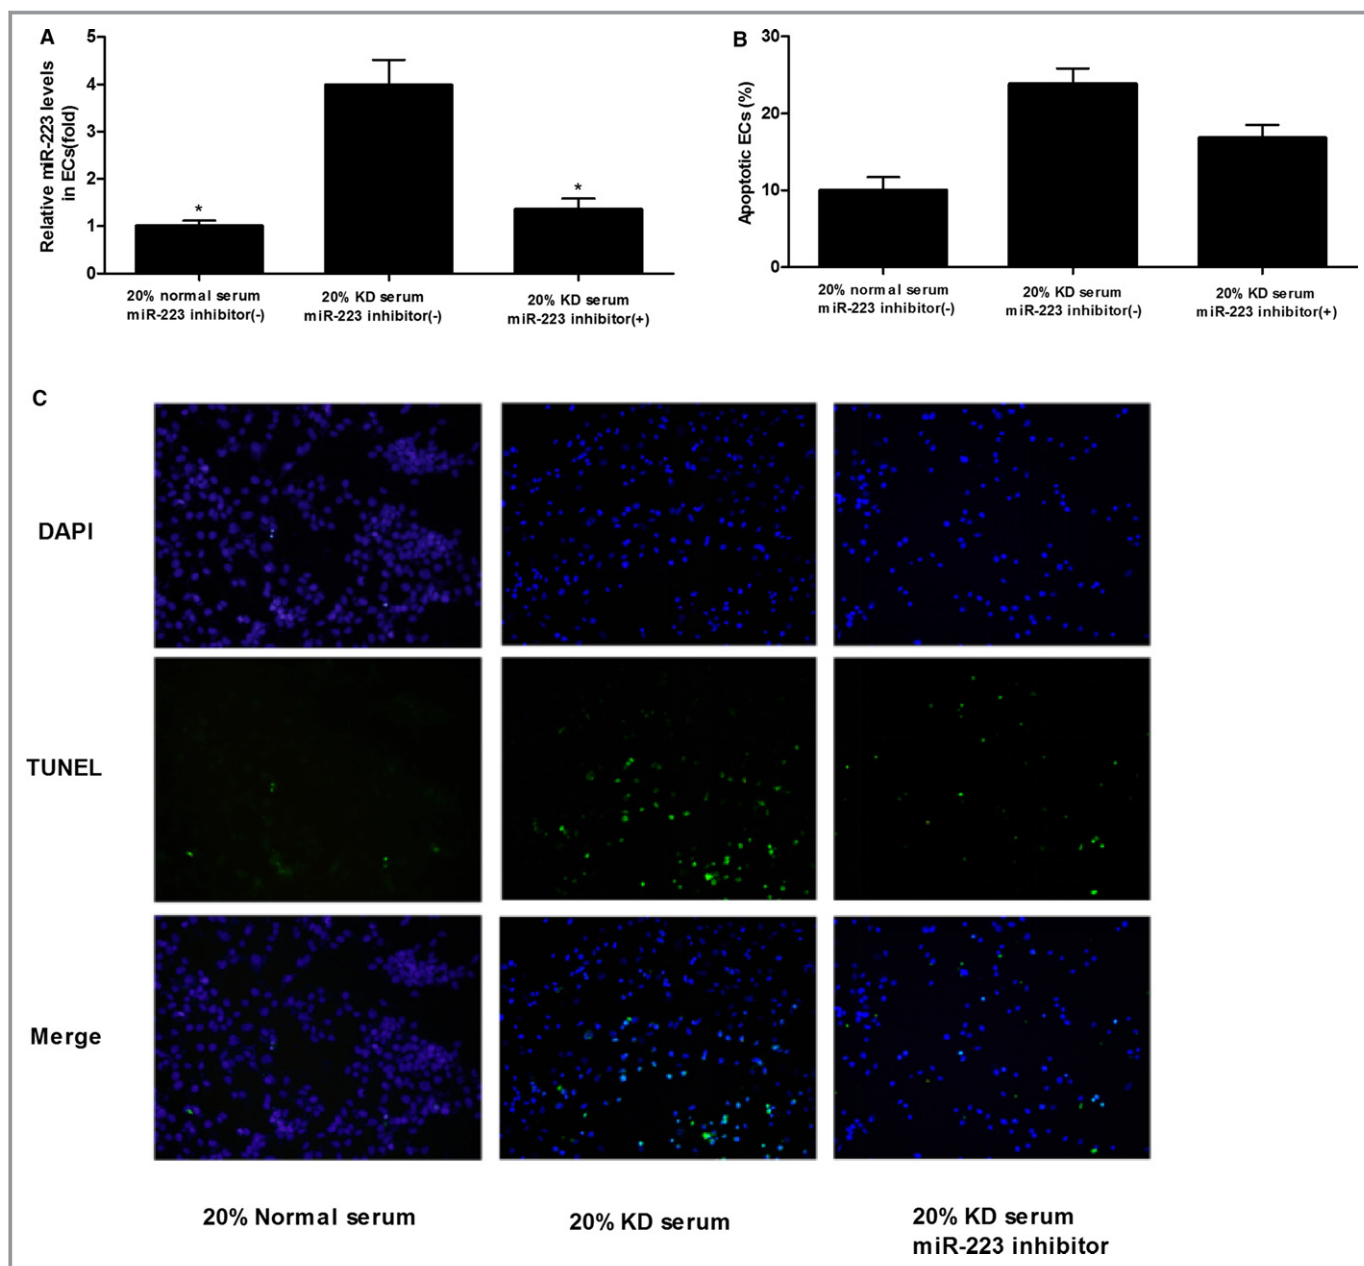 A
5
4
3
2
1
0
Relative miR-223 levels
in ECs(fold)
*
*
20% normal serum
miR-223 inhibitor(-)
20% KD serum
miR-223 inhibitor(-)
20% KD serum
miR-223 inhibitor(+)
B
30
20
10
0
Apoptotic ECs (%)
20% normal serum
miR-223 inhibitor(-)
20% KD serum
miR-223 inhibitor(-)
20% KD serum
miR-223 inhibitor(+)
C
DAPI
TUNEL
Merge
20% Normal serum
20% KD serum
20% KD serum
miR-223 inhibitor